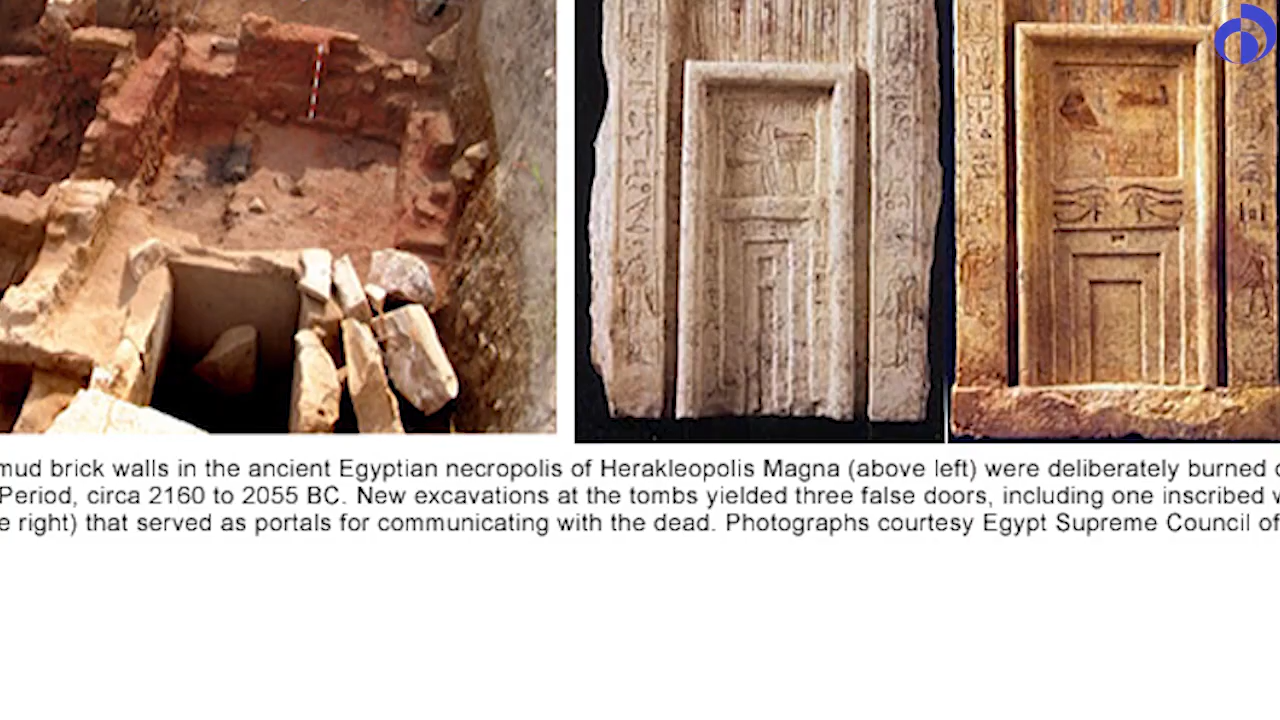 mud brick walls in the ancient Egyptian necropolis of Herakleopolis Magna (above left) were deliberately burned
Period, circa 2160 to 2055 BC. New excavations at the tombs yielded three false doors, including one inscribed
right) that served as portals for communicating with the dead. Photographs courtesy Egypt Supreme Council of